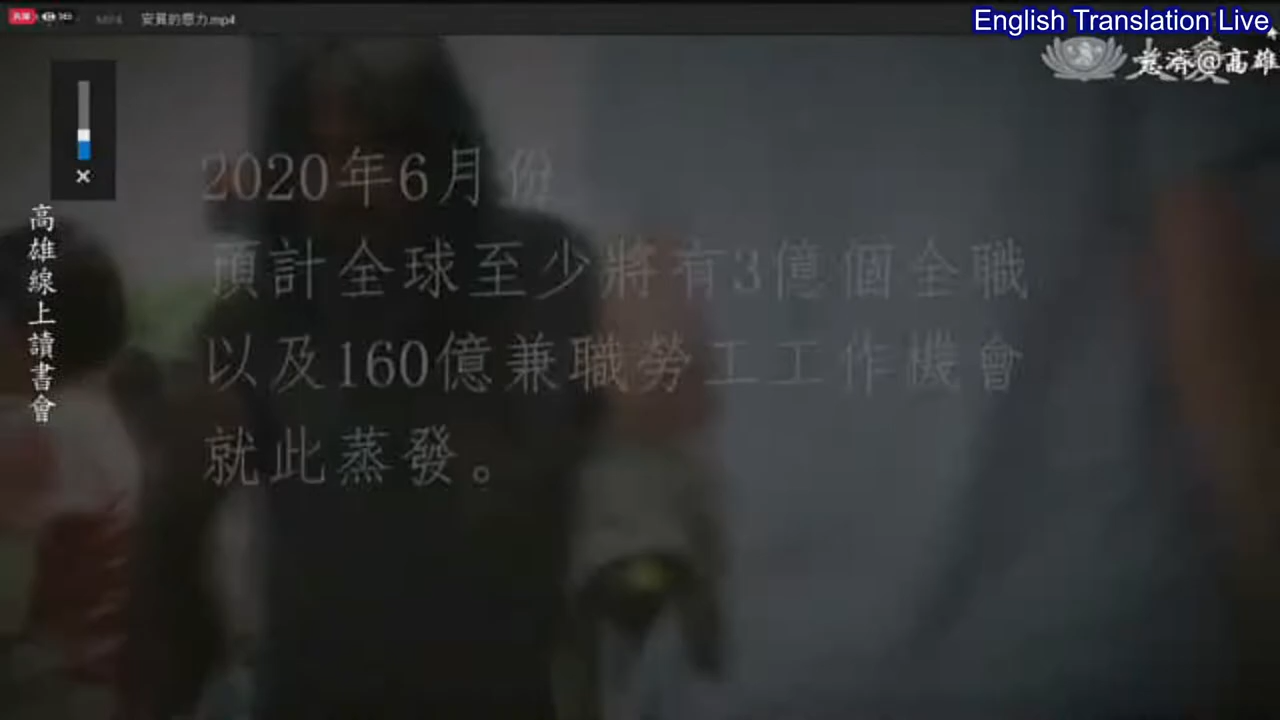 English Translation Live
安貧的慈力.mp4
慈濟@高雄
高雄線上讀書會
2020年6月份
預計全球至少將有3億個全職
以及160億兼職勞工工作機會
就此蒸發。